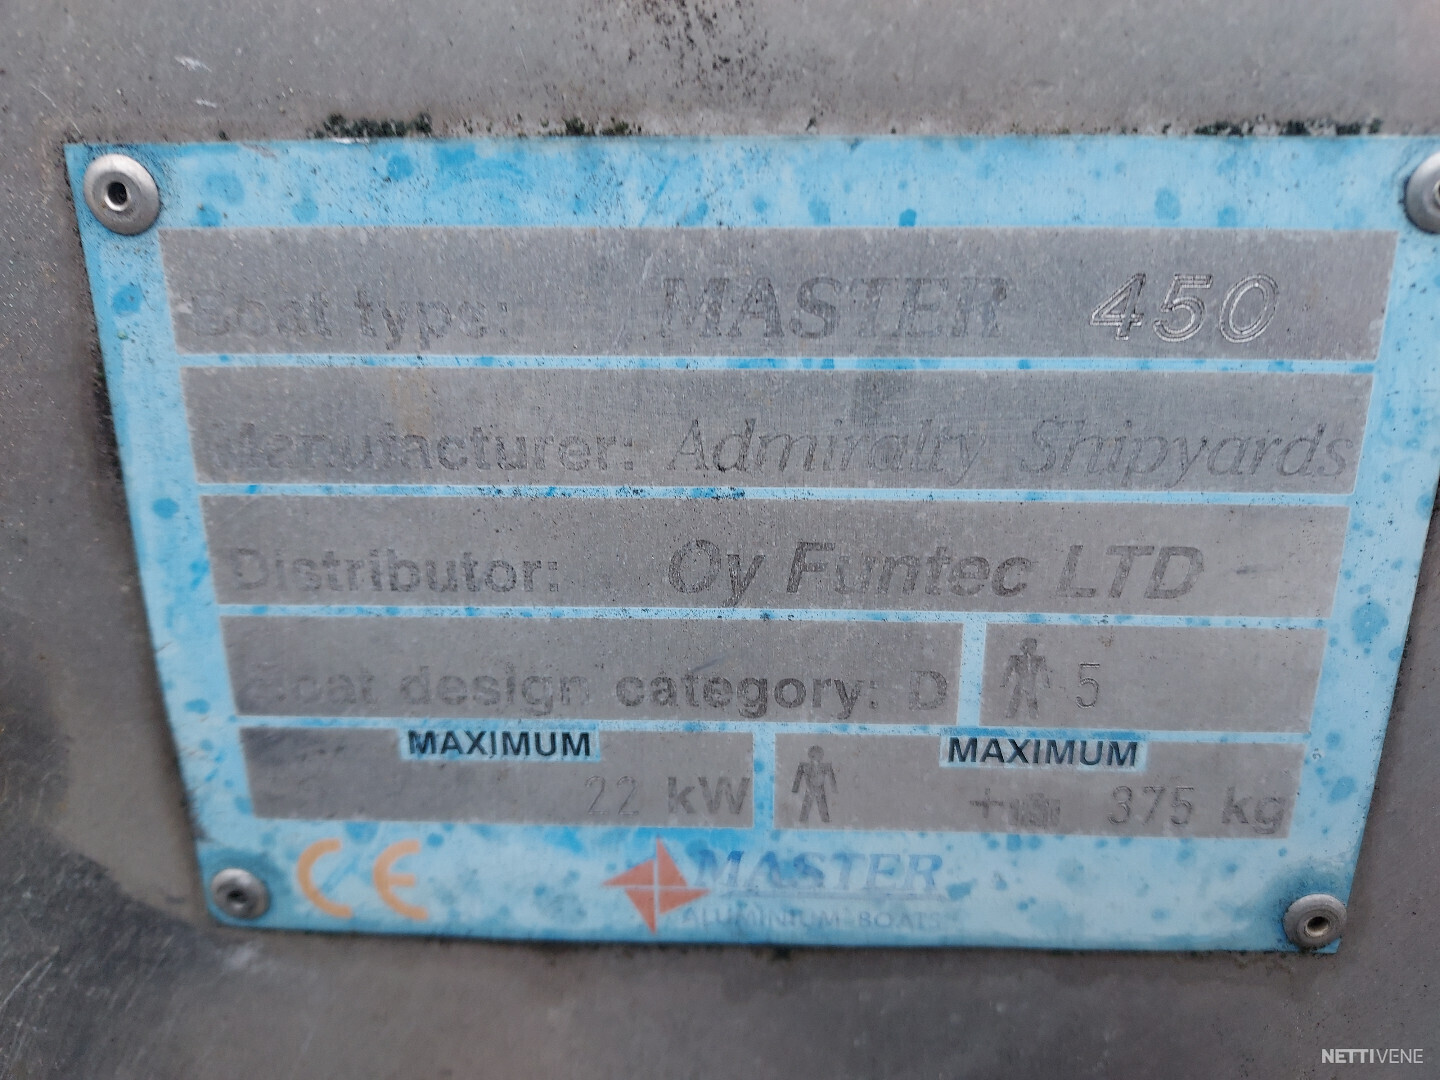 Boat type: MASTER 450
Menufacturer: Admiralty Shipyards
Distributor: Oy Funtec LTD
Boat design category: D 5
MAXIMUM MAXIMUM
22 kW + 375 kg
CE MASTER
ALUMINIUM-BOATS
NETTIVENE